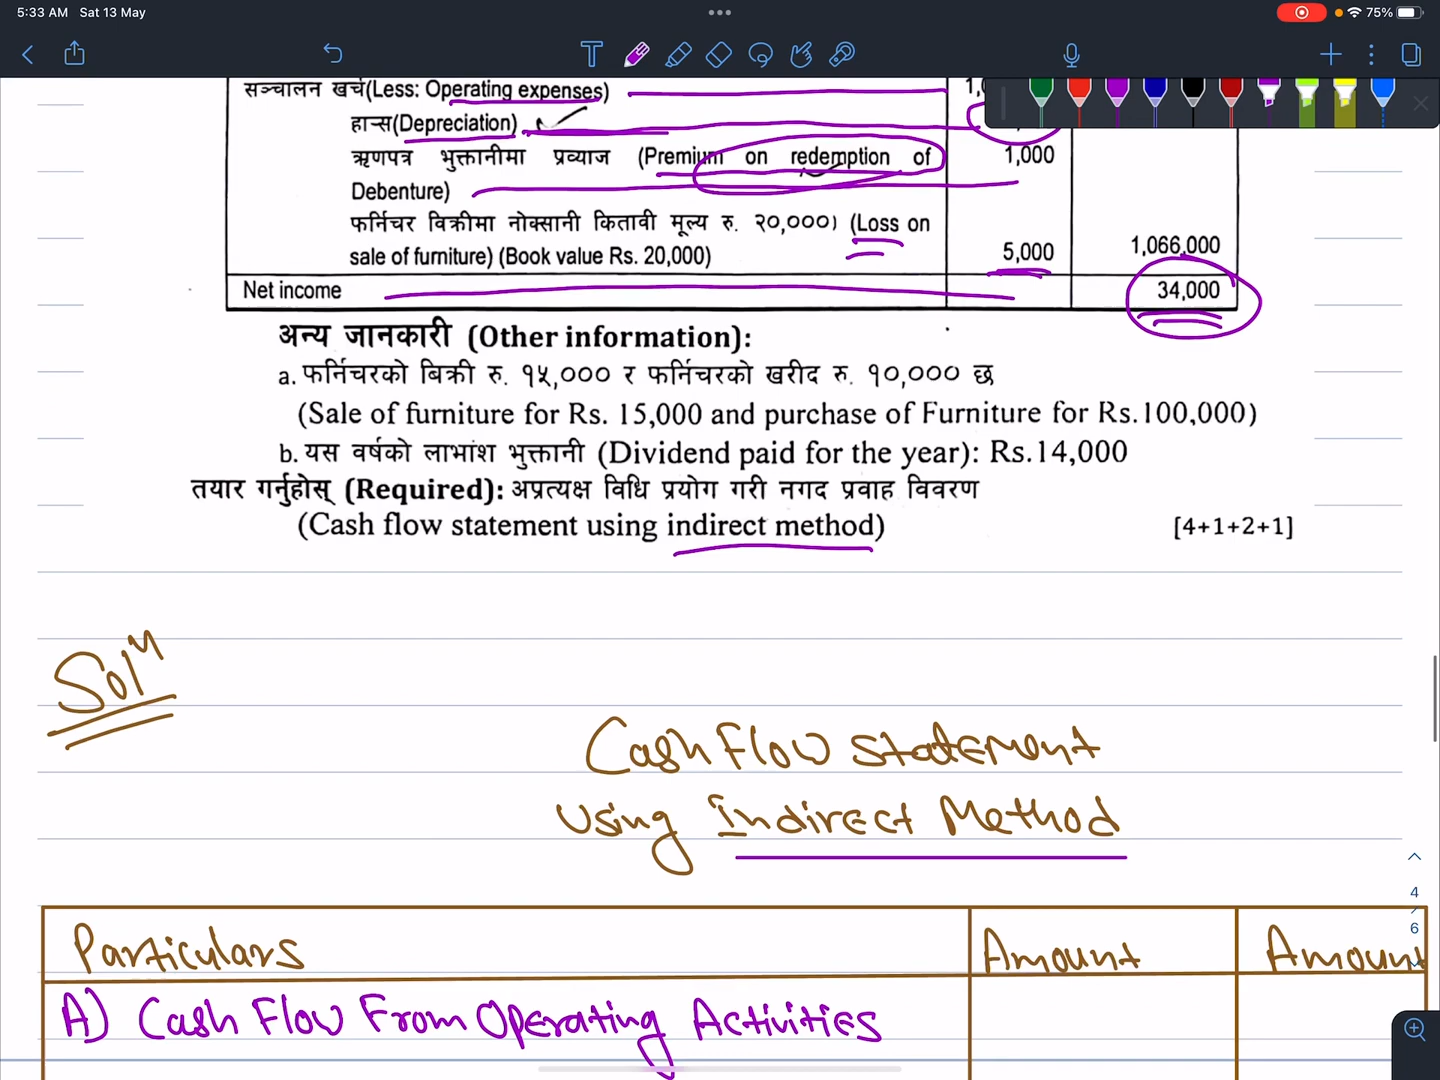 5:33 AM Sat 13 May
75%
सञ्चालन खर्च(Less: Operating expenses)
ह्रास(Depreciation)
ऋणपत्र भुक्तानीमा प्रव्याज (Premium on redemption of 1,000
Debenture)
फर्निचर विक्रीमा नोक्सानी कितावी मूल्य रु. २०,०००) (Loss on
sale of furniture) (Book value Rs. 20,000) 5,000 1,066,000
Net income 34,000
अन्य जानकारी (Other information):
a. फर्निचरको बिक्री रु. १५,००० र फर्निचरको खरीद रु. १०,००० छ
(Sale of furniture for Rs. 15,000 and purchase of Furniture for Rs.100,000)
b. यस वर्षको लाभांश भुक्तानी (Dividend paid for the year): Rs.14,000
तयार गर्नुहोस् (Required): अप्रत्यक्ष विधि प्रयोग गरी नगद प्रवाह विवरण
(Cash flow statement using indirect method) [4+1+2+1]
Solⁿ
Cash Flow Statement
Using Indirect Method
4
6
Particulars Amount Amount
A) Cash Flow From Operating Activities